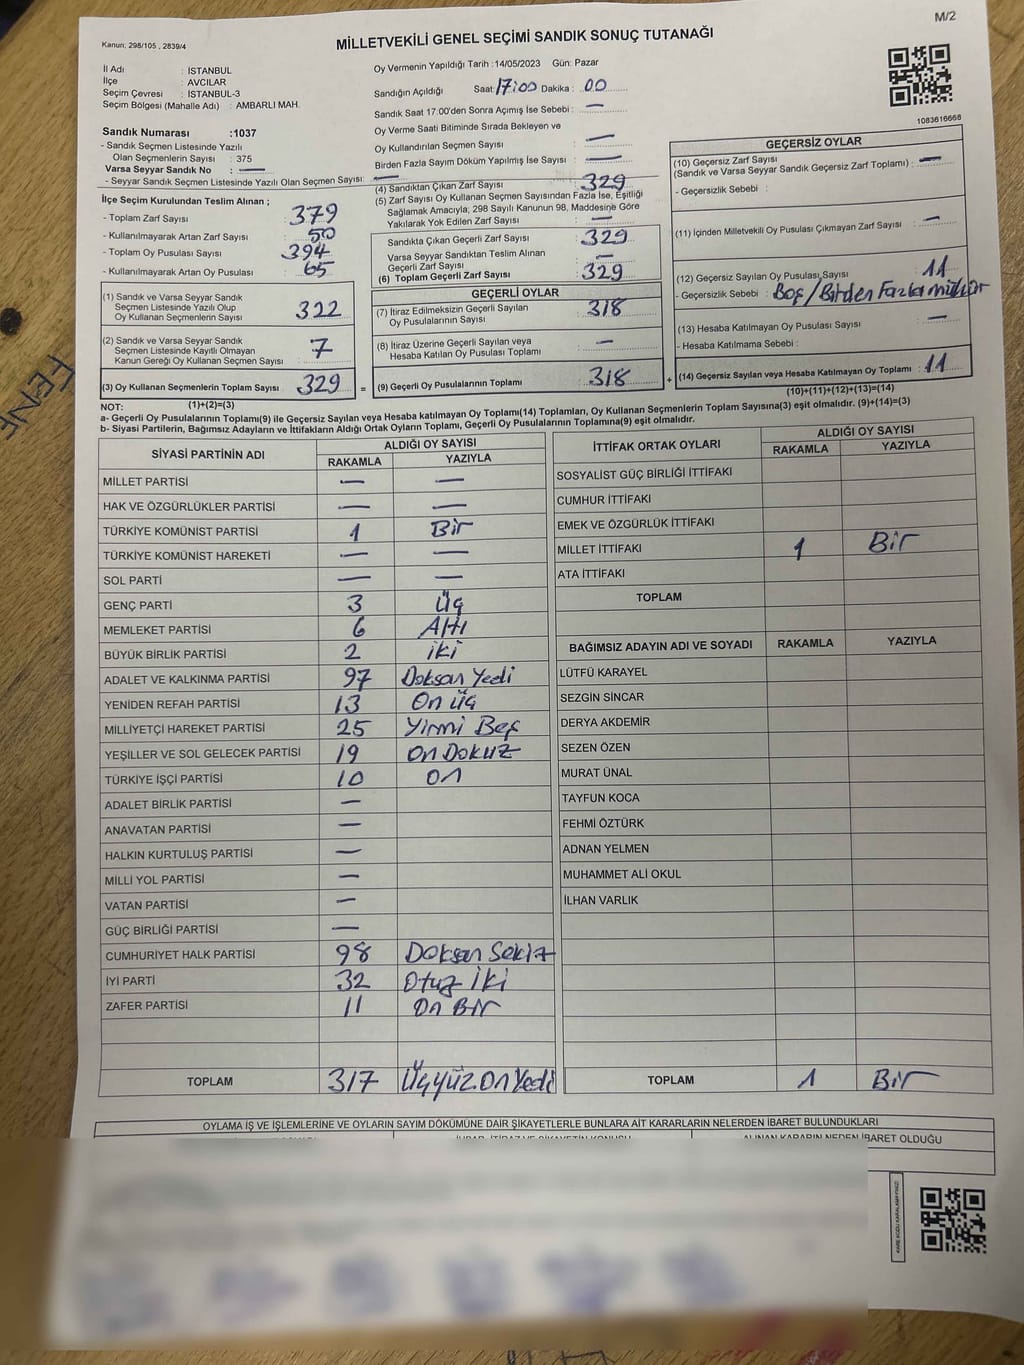 M/2
Kanun; 298/105 , 2839/4
MİLLETVEKİLİ GENEL SEÇİMİ SANDIK SONUÇ TUTANAĞI
İl Adı : İSTANBUL
İlçe : AVCILAR
Seçim Çevresi : İSTANBUL-3
Seçim Bölgesi (Mahalle Adı) : AMBARLI MAH.
Sandık Numarası :1037
- Sandık Seçmen Listesinde Yazılı
Olan Seçmenlerin Sayısı : 375
Varsa Seyyar Sandık No : —
- Seyyar Sandık Seçmen Listesinde Yazılı Olan Seçmen Sayısı: —
İlçe Seçim Kurulundan Teslim Alınan ;
- Toplam Zarf Sayısı : 379
- Kullanılmayarak Artan Zarf Sayısı : 50
- Toplam Oy Pusulası Sayısı : 394
- Kullanılmayarak Artan Oy Pusulası : 65
(1) Sandık ve Varsa Seyyar Sandık
Seçmen Listesinde Yazılı Olup
Oy Kullanan Seçmenlerin Sayısı : 322
(2) Sandık ve Varsa Seyyar Sandık
Seçmen Listesinde Kayıtlı Olmayan
Kanun Gereği Oy Kullanan Seçmen Sayısı : 7
(3) Oy Kullanan Seçmenlerin Toplam Sayısı : 329
(1)+(2)=(3)
Oy Vermenin Yapıldığı Tarih :14/05/2023 Gün: Pazar
Sandığın Açıldığı Saat: 17:00 Dakika : 00
Sandık Saat 17.00'den Sonra Açımış İse Sebebi : —
Oy Verme Saati Bitiminde Sırada Bekleyen ve
Oy Kullandırılan Seçmen Sayısı : —
Birden Fazla Sayım Döküm Yapılmış İse Sayısı : —
(4) Sandıktan Çıkan Zarf Sayısı : 329
(5) Zarf Sayısı Oy Kullanan Seçmen Sayısından Fazla İse, Eşitliği
Sağlamak Amacıyla, 298 Sayılı Kanunun 98. Maddesine Göre
Yakılarak Yok Edilen Zarf Sayısı : —
Sandıkta Çıkan Geçerli Zarf Sayısı : 329
Varsa Seyyar Sandıktan Teslim Alınan
Geçerli Zarf Sayısı : —
(6) Toplam Geçerli Zarf Sayısı : 329
GEÇERLİ OYLAR
(7) İtiraz Edilmeksizin Geçerli Sayılan
Oy Pusulalarının Sayısı : 318
(8) İtiraz Üzerine Geçerli Sayılan veya
Hesaba Katılan Oy Pusulası Toplamı : —
= (9) Geçerli Oy Pusulalarının Toplamı : 318 +
1083616668
GEÇERSİZ OYLAR
(10) Geçersiz Zarf Sayısı
(Sandık ve Varsa Seyyar Sandık Geçersiz Zarf Toplamı) : —
- Geçersizlik Sebebi :
(11) İçinden Milletvekili Oy Pusulası Çıkmayan Zarf Sayısı : —
(12) Geçersiz Sayılan Oy Pusulası Sayısı : 11
- Geçersizlik Sebebi : Boş/Birden Fazla mühür
(13) Hesaba Katılmayan Oy Pusulası Sayısı : —
- Hesaba Katılmama Sebebi :
(14) Geçersiz Sayılan veya Hesaba Katılmayan Oy Toplamı : 11
(10)+(11)+(12)+(13)=(14)
NOT:
a- Geçerli Oy Pusulalarının Toplamı(9) ile Geçersiz Sayılan veya Hesaba katılmayan Oy Toplamı(14) Toplamları, Oy Kullanan Seçmenlerin Toplam Sayısına(3) eşit olmalıdır. (9)+(14)=(3)
b- Siyasi Partilerin, Bağımsız Adayların ve İttifakların Aldığı Ortak Oyların Toplamı, Geçerli Oy Pusulalarının Toplamına(9) eşit olmalıdır.
SİYASİ PARTİNİN ADI ALDIĞI OY SAYISI
RAKAMLA YAZIYLA
MİLLET PARTİSİ — —
HAK VE ÖZGÜRLÜKLER PARTİSİ — —
TÜRKİYE KOMÜNİST PARTİSİ 1 Bir
TÜRKİYE KOMÜNİST HAREKETİ — —
SOL PARTİ — —
GENÇ PARTİ 3 Üç
MEMLEKET PARTİSİ 6 Altı
BÜYÜK BİRLİK PARTİSİ 2 iki
ADALET VE KALKINMA PARTİSİ 97 Doksan Yedi
YENİDEN REFAH PARTİSİ 13 On üç
MİLLİYETÇİ HAREKET PARTİSİ 25 Yirmi Beş
YEŞİLLER VE SOL GELECEK PARTİSİ 19 On Dokuz
TÜRKİYE İŞÇİ PARTİSİ 10 On
ADALET BİRLİK PARTİSİ —
ANAVATAN PARTİSİ —
HALKIN KURTULUŞ PARTİSİ —
MİLLİ YOL PARTİSİ —
VATAN PARTİSİ —
GÜÇ BİRLİĞİ PARTİSİ —
CUMHURİYET HALK PARTİSİ 98 Doksan Sekiz
İYİ PARTİ 32 Otuz İki
ZAFER PARTİSİ 11 On Bir
TOPLAM 317 Üçyüz On Yedi
İTTİFAK ORTAK OYLARI ALDIĞI OY SAYISI
RAKAMLA YAZIYLA
SOSYALİST GÜÇ BİRLİĞİ İTTİFAKI
CUMHUR İTTİFAKI
EMEK VE ÖZGÜRLÜK İTTİFAKI
MİLLET İTTİFAKI 1 Bir
ATA İTTİFAKI
TOPLAM
BAĞIMSIZ ADAYIN ADI VE SOYADI RAKAMLA YAZIYLA
LÜTFÜ KARAYEL
SEZGİN SİNCAR
DERYA AKDEMİR
SEZEN ÖZEN
MURAT ÜNAL
TAYFUN KOCA
FEHMİ ÖZTÜRK
ADNAN YELMEN
MUHAMMET ALİ OKUL
İLHAN VARLIK
TOPLAM 1 Bir
OYLAMA İŞ VE İŞLEMLERİNE VE OYLARIN SAYIM DÖKÜMÜNE DAİR ŞİKAYETLERLE BUNLARA AİT KARARLARIN NELERDEN İBARET BULUNDUKLARI
İHBAR, İTİRAZ VE ŞİKAYETİN KONUSU ALINAN KARARIN NEDEN İBARET OLDUĞU
KARE KODU KARALAMAYINIZ!
FENE